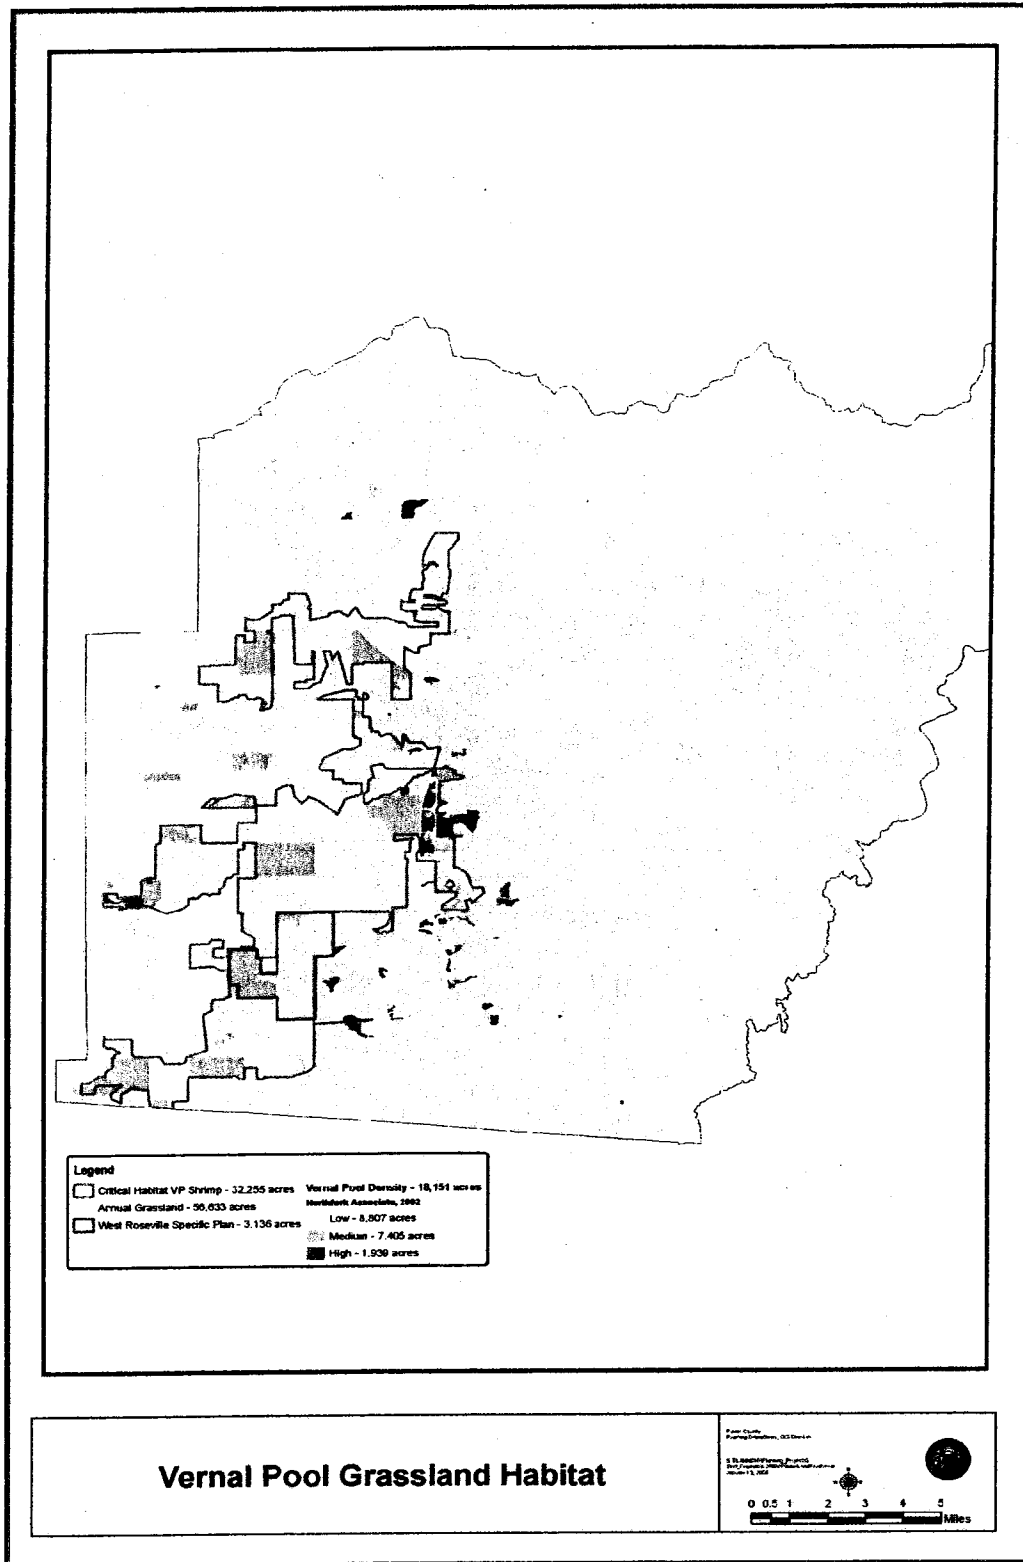 Legend
Critical Habitat VP Shrimp - 32,255 acres
Annual Grassland - 56,633 acres
West Roseville Specific Plan - 3,136 acres
Vernal Pool Density - 18,151 acres
Associate, 2002
Low - 8,807 acres
Medium - 7,405 acres
High - 1,939 acres
Vernal Pool Grassland Habitat
County
0 0.5 1 2 3 4 5
Miles